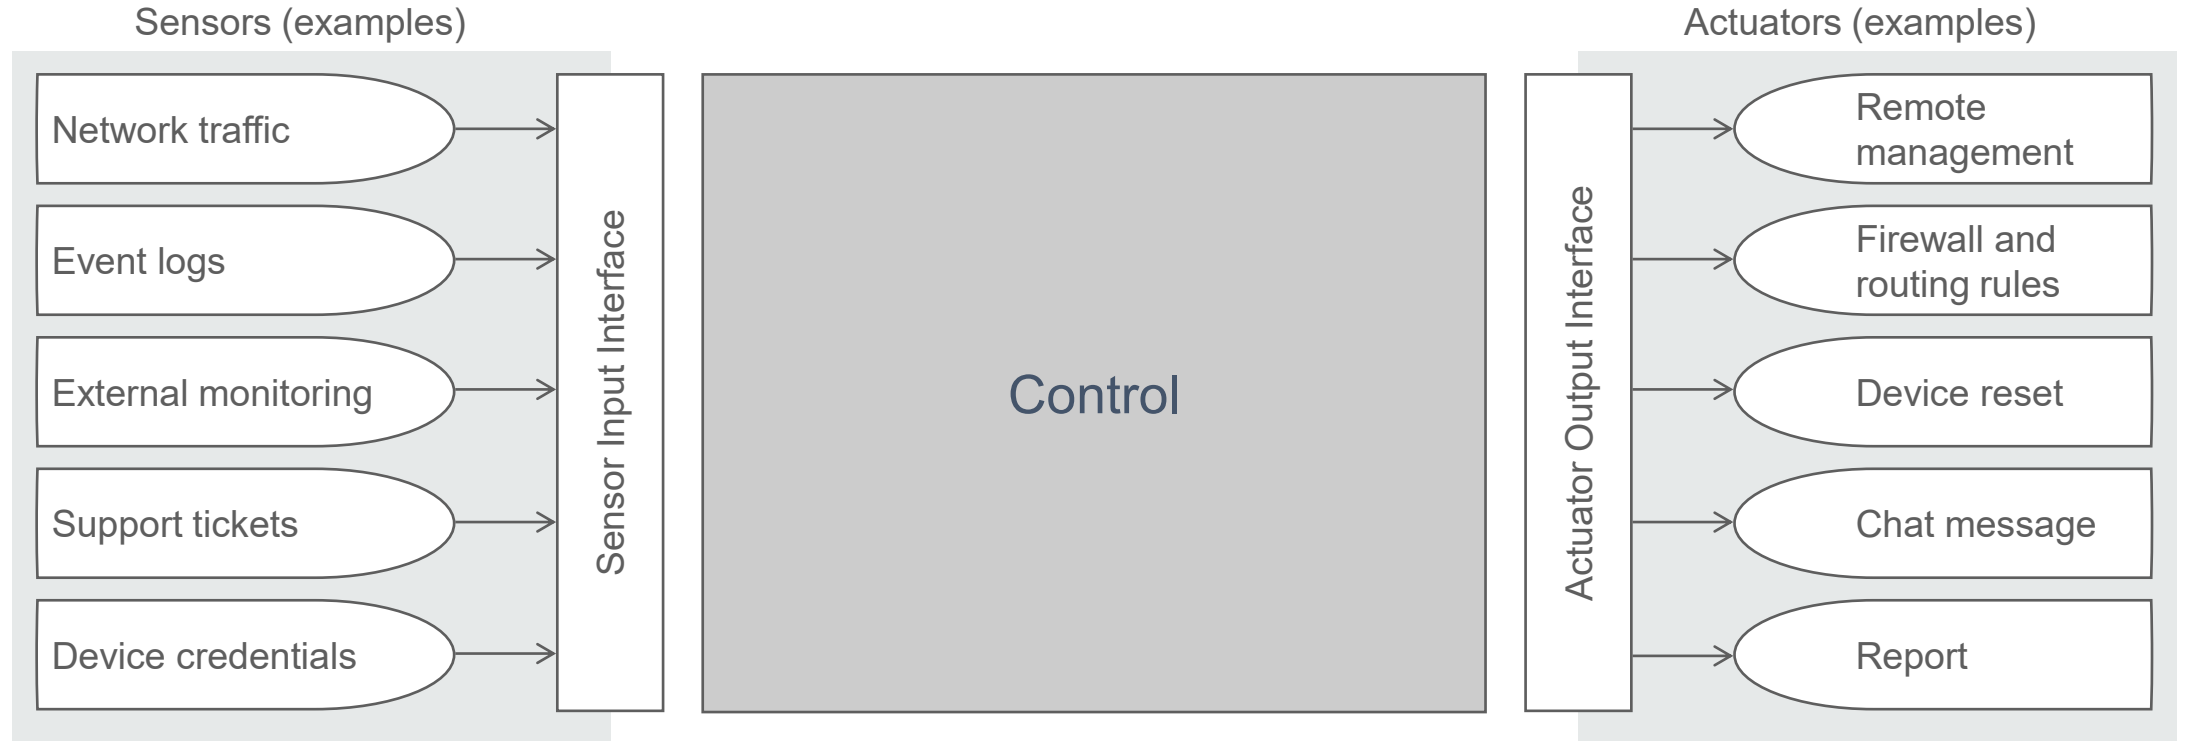 Sensors (examples)
Actuators (examples)
Network traffic
Event logs
External monitoring
Support tickets
Device credentials
Sensor Input Interface
Control
Actuator Output Interface
Remote
management
Firewall and
routing rules
Device reset
Chat message
Report